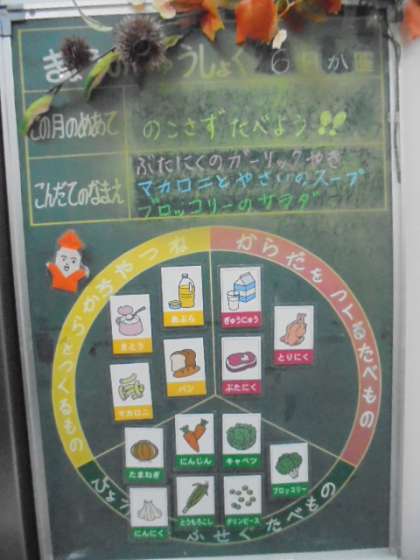 きょうのきゅうしょく 6日か曜
この月のめあて
のこさずたべよう!!
こんだてのなまえ
ぶたにくのガーリックやき
マカロニとやさいのスープ
ブロッコリーのサラダ
からだをつくるたべもの
あぶら
ぎゅうにゅう
さとう
とりにく
パン
ぶたにく
マカロニ
にんじん
キャベツ
たまねぎ
ブロッコリー
にんにく
とうもろこし
グリンピース
ふせぐたべもの